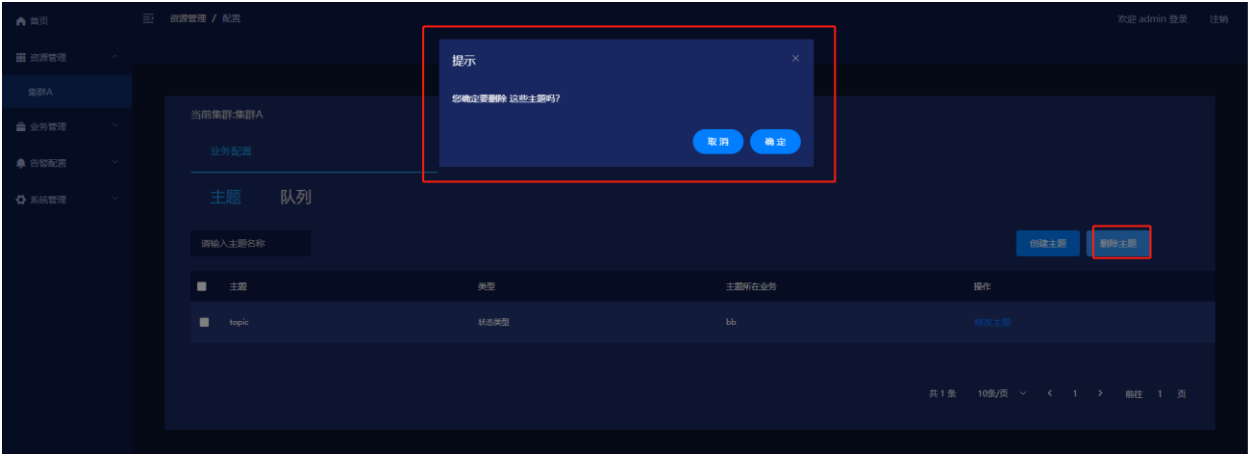 首页
资源管理 / 配置
欢迎 admin 登录 注销
资源管理
集群A
业务管理
告警配置
系统管理
提示
您确定要删除 这些主题吗?
取消 确定
当前集群:集群A
业务配置
主题 队列
请输入主题名称
创建主题 删除主题
主题 类型 主题所在业务 操作
topic 状态类型 bb 修改主题
共 1 条 10条/页 1 前往 1 页